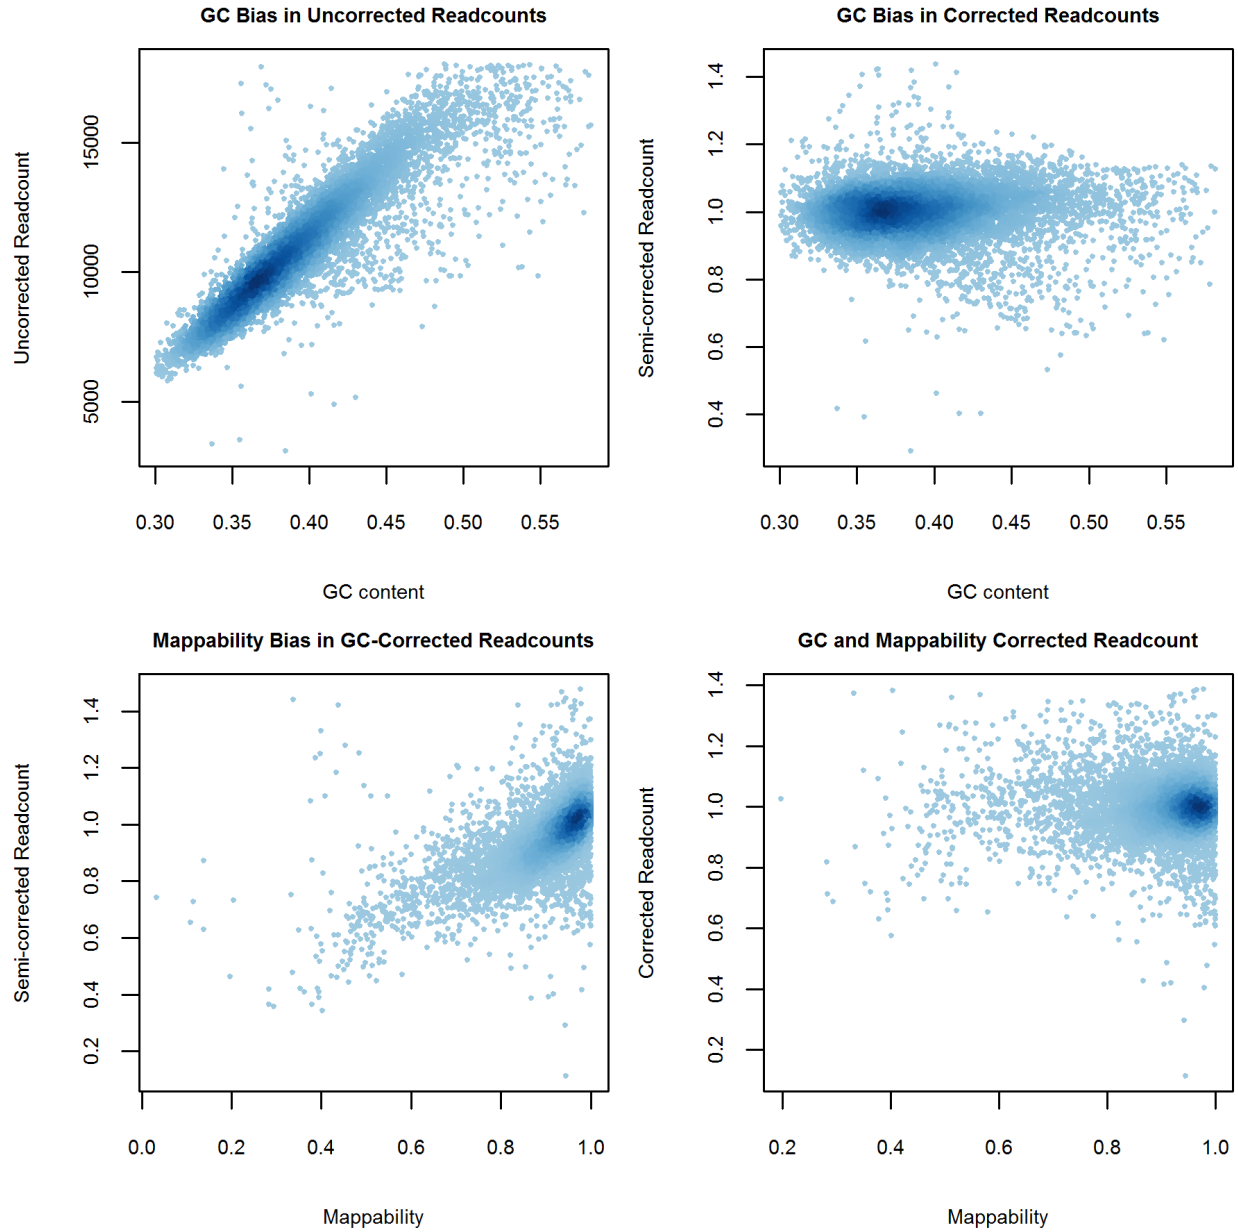 GC Bias in Uncorrected Readcounts
Uncorrected Readcount
15000
10000
5000
0.30 0.35 0.40 0.45 0.50 0.55
GC content
GC Bias in Corrected Readcounts
Semi-corrected Readcount
1.4
1.2
1.0
0.8
0.6
0.4
0.30 0.35 0.40 0.45 0.50 0.55
GC content
Mappability Bias in GC-Corrected Readcounts
Semi-corrected Readcount
1.4
1.2
1.0
0.8
0.6
0.4
0.2
0.0 0.2 0.4 0.6 0.8 1.0
Mappability
GC and Mappability Corrected Readcount
Corrected Readcount
1.4
1.2
1.0
0.8
0.6
0.4
0.2
0.2 0.4 0.6 0.8 1.0
Mappability